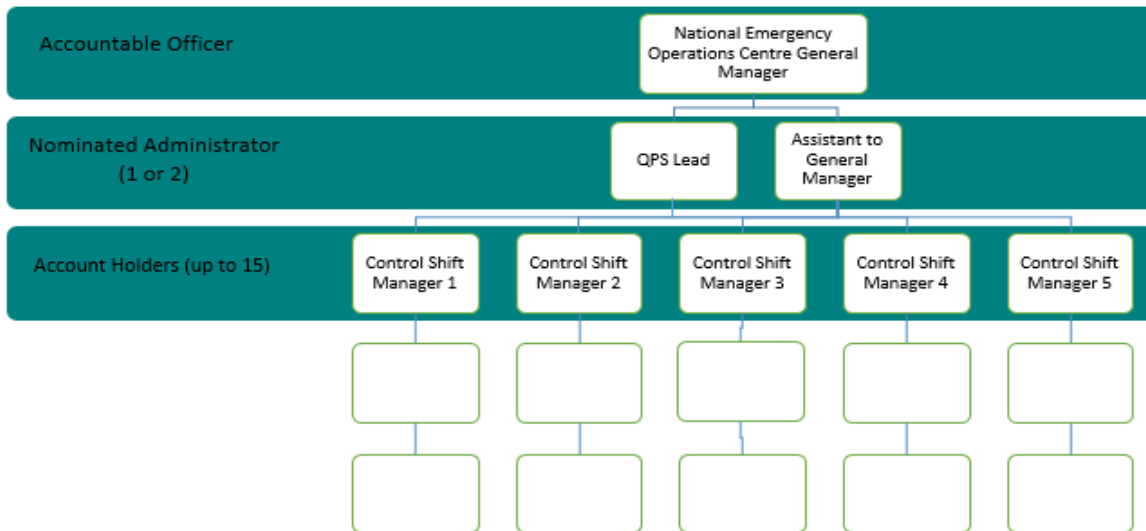 Accountable Officer
National Emergency
Operations Centre General
Manager
Nominated Administrator
(1 or 2)
QPS Lead
Assistant to
General
Manager
Account Holders (up to 15)
Control Shift
Manager 1
Control Shift
Manager 2
Control Shift
Manager 3
Control Shift
Manager 4
Control Shift
Manager 5